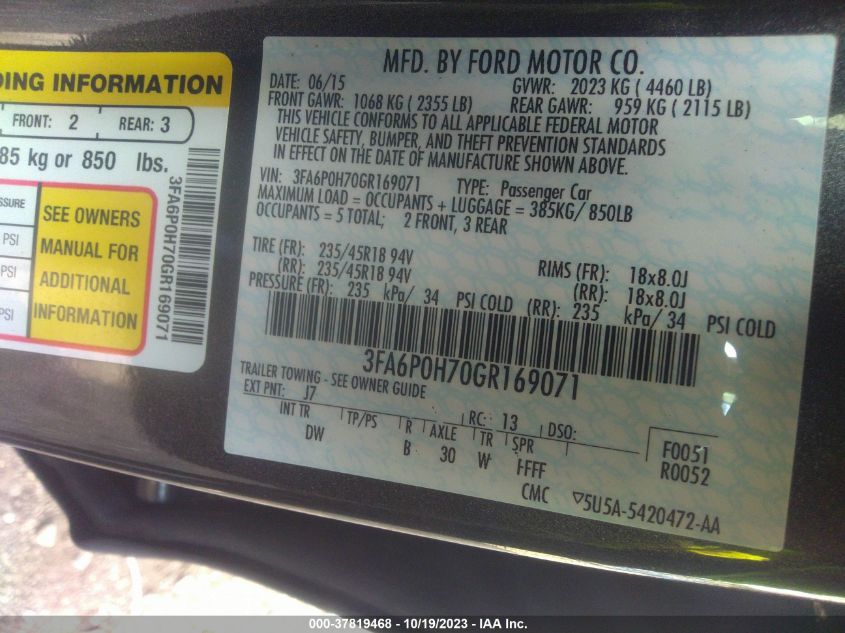 DING INFORMATION
FRONT: 2 REAR: 3
85 kg or 850 lbs.
SSURE
PSI
PSI
PSI
SEE OWNERS
MANUAL FOR
ADDITIONAL
INFORMATION
3FA6P0H70GR169071
MFD. BY FORD MOTOR CO.
DATE: 06/15 GVWR: 2023 KG ( 4460 LB)
FRONT GAWR: 1068 KG ( 2355 LB) REAR GAWR: 959 KG ( 2115 LB)
THIS VEHICLE CONFORMS TO ALL APPLICABLE FEDERAL MOTOR
VEHICLE SAFETY, BUMPER, AND THEFT PREVENTION STANDARDS
IN EFFECT ON THE DATE OF MANUFACTURE SHOWN ABOVE.
VIN: 3FA6P0H70GR169071 TYPE: Passenger Car
MAXIMUM LOAD = OCCUPANTS + LUGGAGE = 385KG/ 850LB
OCCUPANTS = 5 TOTAL; 2 FRONT, 3 REAR
TIRE (FR): 235/45R18 94V RIMS (FR): 18x8.0J
(RR): 235/45R18 94V (RR): 18x8.0J
PRESSURE (FR): 235 kPa/ 34 PSI COLD (RR): 235 kPa/ 34 PSI COLD
3FA6P0H70GR169071
TRAILER TOWING - SEE OWNER GUIDE
EXT PNT: J7 RC: 13 DSO:
INT TR TP/PS R AXLE TR SPR
DW B 30 W FFFF
F0051
R0052
CMC 5U5A-5420472-AA
000-37819468 - 10/19/2023 - IAA Inc.